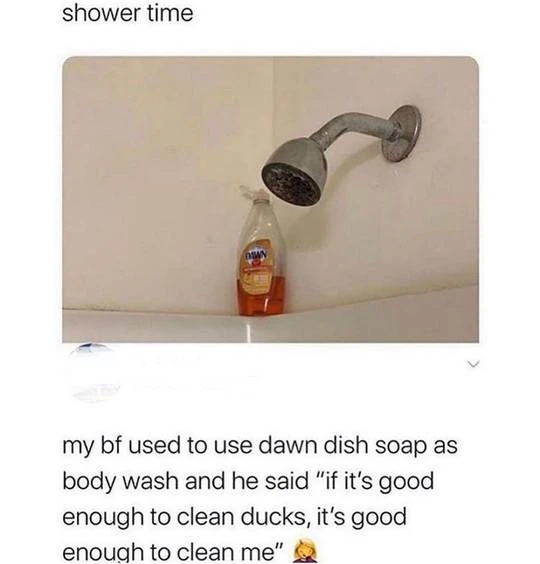 shower time
DAWN
my bf used to use dawn dish soap as
body wash and he said "if it's good
enough to clean ducks, it's good
enough to clean me" 🤦‍♀️